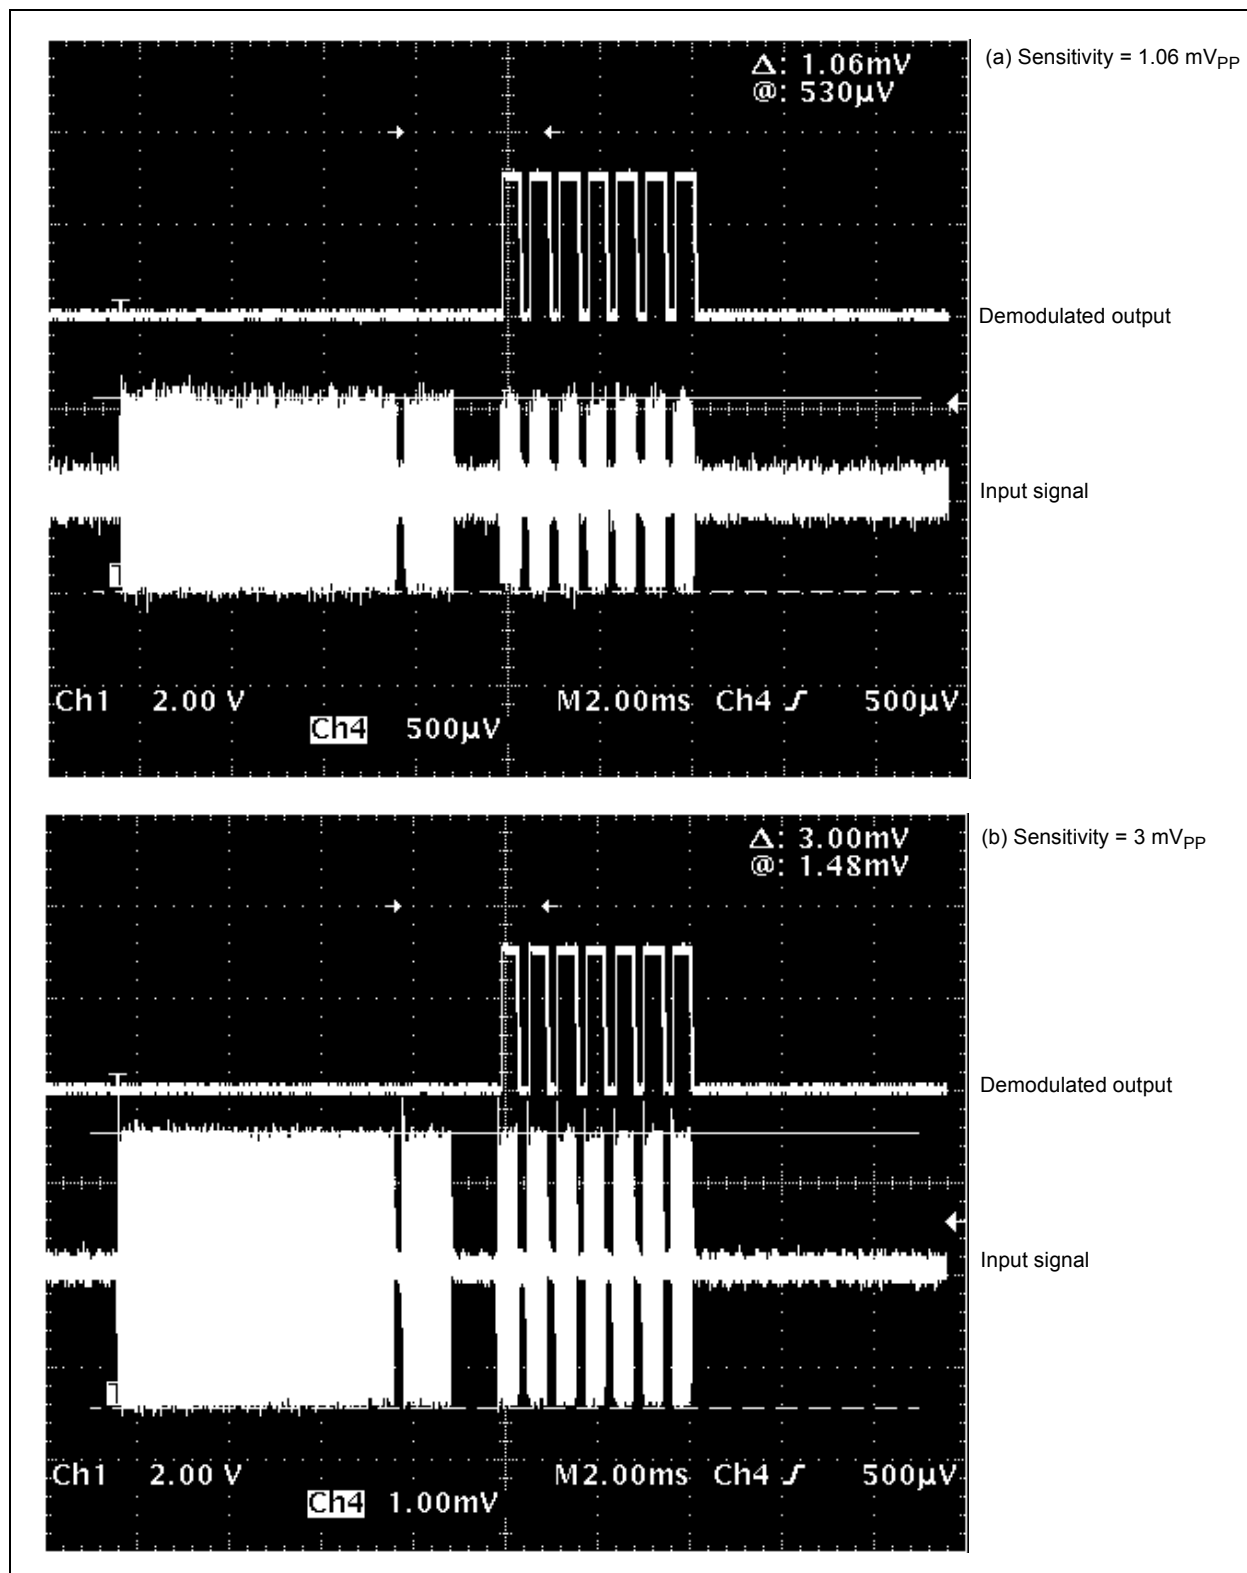 Δ: 1.06mV
@: 530µV
(a) Sensitivity = 1.06 mVPP
Demodulated output
Input signal
Ch1 2.00 V M2.00ms Ch4 500µV
Ch4 500µV
Δ: 3.00mV
@: 1.48mV
(b) Sensitivity = 3 mVPP
Demodulated output
Input signal
Ch1 2.00 V M2.00ms Ch4 500µV
Ch4 1.00mV